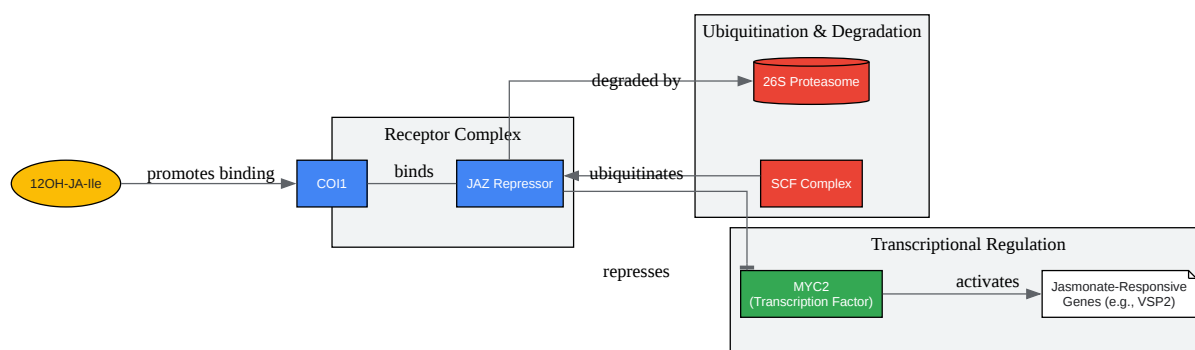 Ubiquitination & Degradation
degraded by
26S Proteasome
Receptor Complex
12OH-JA-Ile
promotes binding
COI1
binds
JAZ Repressor
ubiquitinates
SCF Complex
Transcriptional Regulation
represses
MYC2
(Transcription Factor)
activates
Jasmonate-Responsive
Genes (e.g., VSP2)